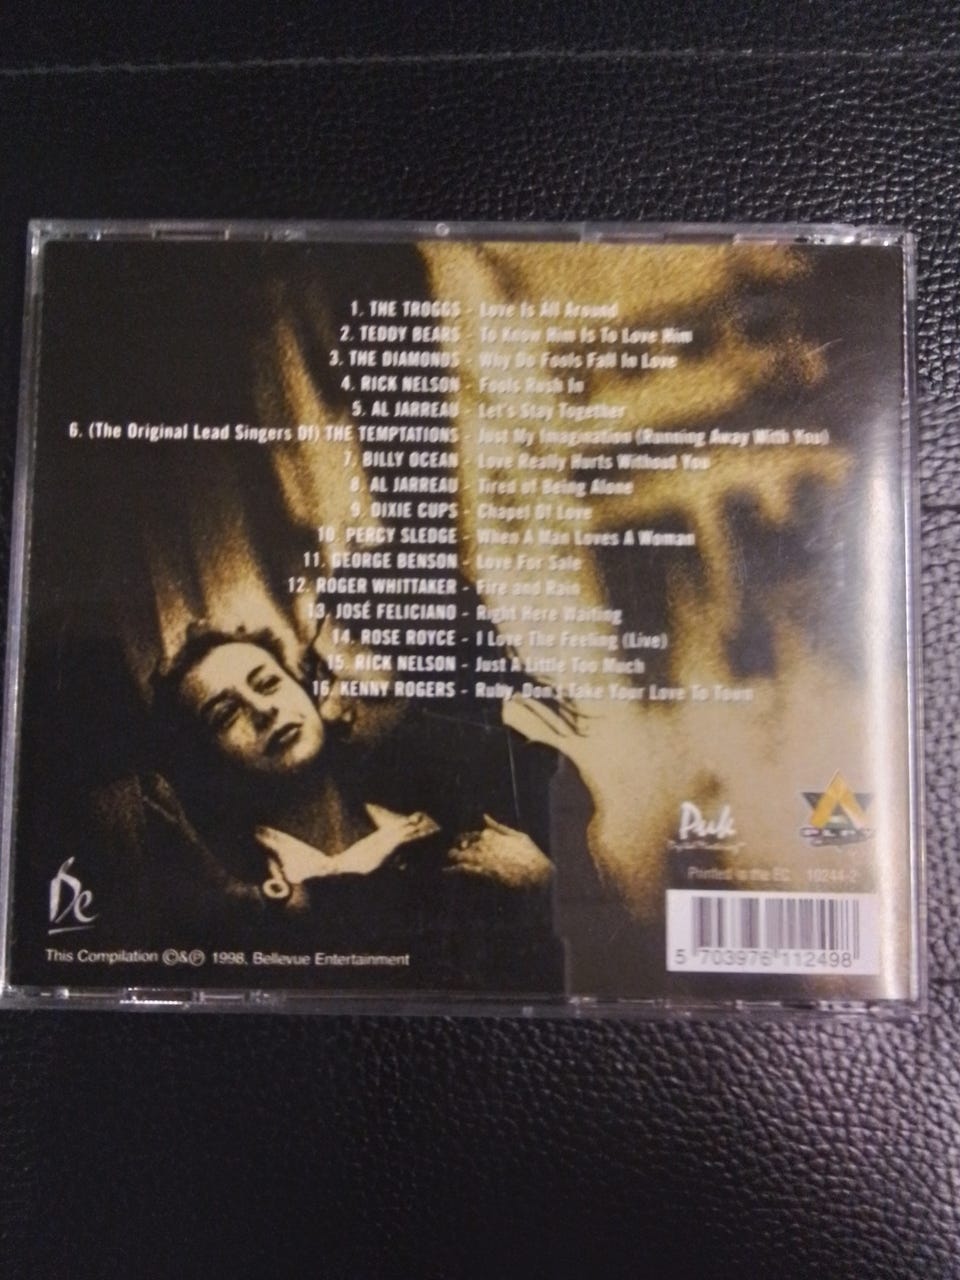 1. THE TROGGS - Love Is All Around
2. TEDDY BEARS - To Know Him Is To Love Him
3. THE DIAMONDS - Why Do Fools Fall In Love
4. RICK NELSON - Fools Rush In
5. AL JARREAU - Let's Stay Together
6. (The Original Lead Singers Of) THE TEMPTATIONS - Just My Imagination (Running Away With You)
7. BILLY OCEAN - Love Really Hurts Without You
8. AL JARREAU - Tired of Being Alone
9. DIXIE CUPS - Chapel Of Love
10. PERCY SLEDGE - When A Man Loves A Woman
11. GEORGE BENSON - Love For Sale
12. ROGER WHITTAKER - Fire and Rain
13. JOSÉ FELICIANO - Right Here Waiting
14. ROSE ROYCE - I Love The Feeling (Live)
15. RICK NELSON - Just A Little Too Much
16. KENNY ROGERS - Ruby, Don't Take Your Love To Town
Puk
PLAY
Printed in the EC 10244-2
Be
This Compilation ©&℗ 1998, Bellevue Entertainment
5 703976 112498